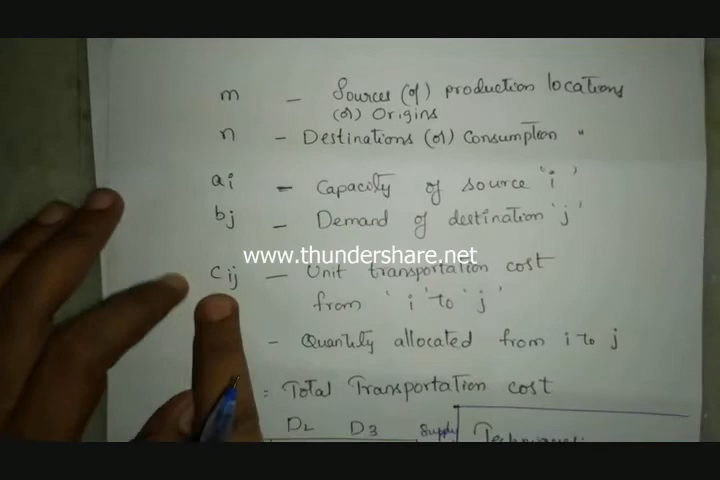 m - Sources (or) production locations
(or) Origins
n - Destinations (or) Consumption "
ai - Capacity of source 'i'
bj - Demand of destination 'j'
www.thundershare.net
cij - Unit transportation cost
from 'i' to 'j'
- Quantity allocated from i to j
= Total Transportation cost
D2 D3 Supply
Techniques: